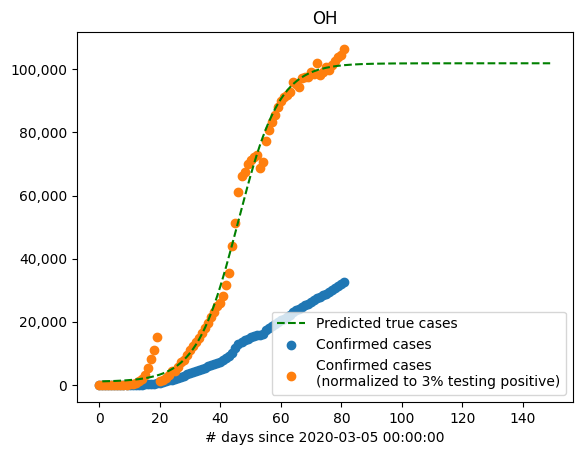 OH
100,000
80,000
60,000
40,000
20,000
0
Predicted true cases
Confirmed cases
Confirmed cases
(normalized to 3% testing positive)
0 20 40 60 80 100 120 140
# days since 2020-03-05 00:00:00